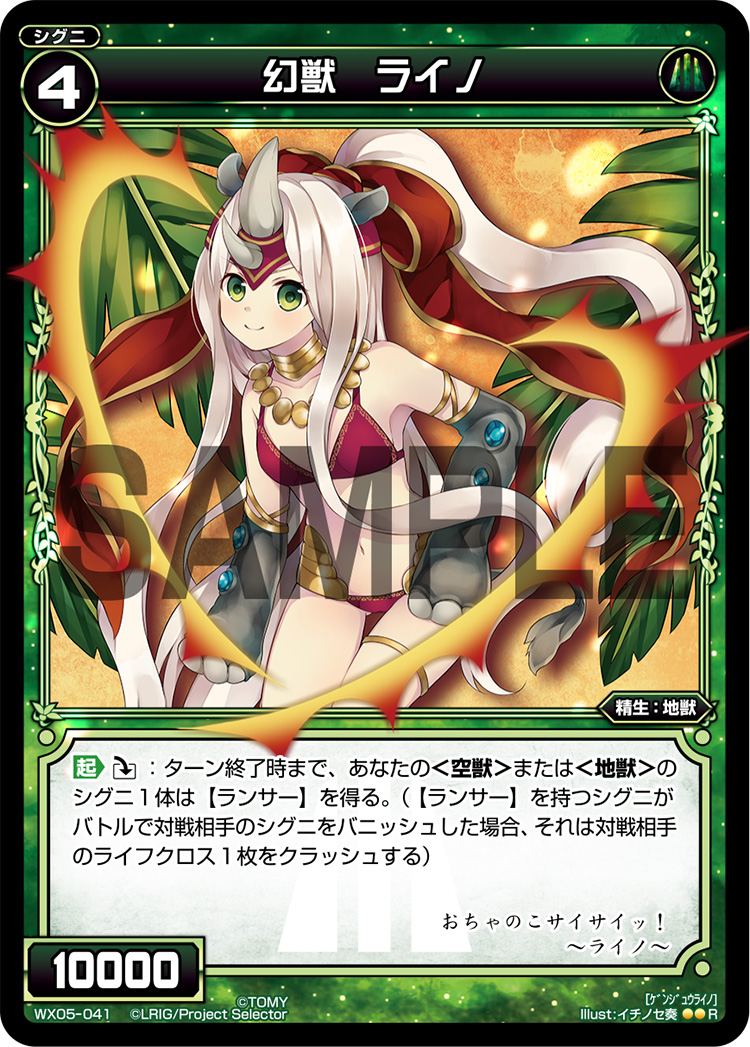 シグニ
4
幻獣 ライノ
SAMPLE
精生：地獣
起 ：ターン終了時まで、あなたの＜空獣＞または＜地獣＞の
シグニ１体は【ランサー】を得る。（【ランサー】を持つシグニが
バトルで対戦相手のシグニをバニッシュした場合、それは対戦相手
のライフクロス１枚をクラッシュする）
おちゃのこサイサイッ！
～ライノ～
10000
WX05-041 ©LRIG/Project Selector
©TOMY
[ｹﾞﾝｼﾞｭｳライノ]
Illust:イチノセ奏 R